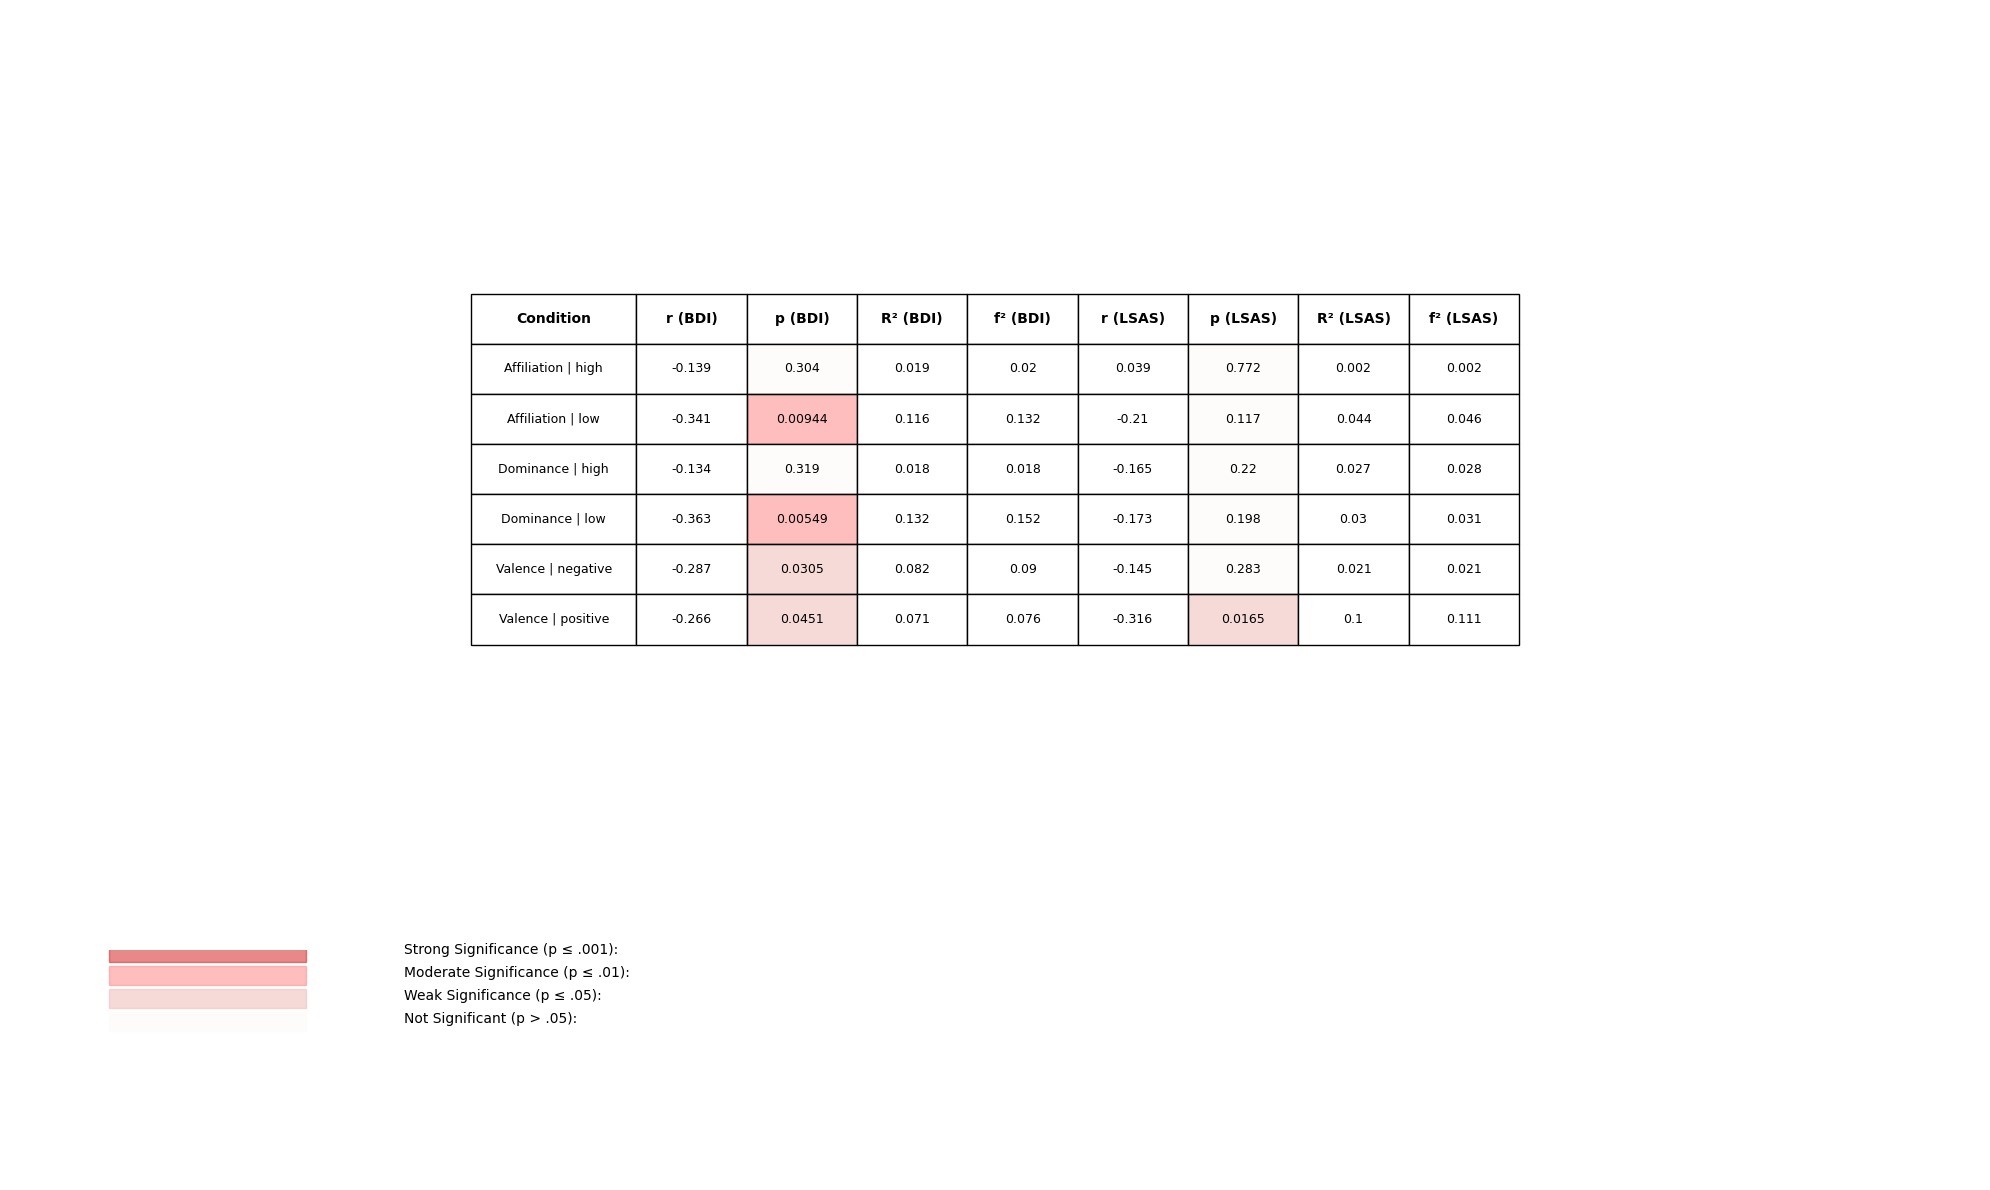 Condition r (BDI) p (BDI) R² (BDI) f² (BDI) r (LSAS) p (LSAS) R² (LSAS) f² (LSAS)
Affiliation | high -0.139 0.304 0.019 0.02 0.039 0.772 0.002 0.002
Affiliation | low -0.341 0.00944 0.116 0.132 -0.21 0.117 0.044 0.046
Dominance | high -0.134 0.319 0.018 0.018 -0.165 0.22 0.027 0.028
Dominance | low -0.363 0.00549 0.132 0.152 -0.173 0.198 0.03 0.031
Valence | negative -0.287 0.0305 0.082 0.09 -0.145 0.283 0.021 0.021
Valence | positive -0.266 0.0451 0.071 0.076 -0.316 0.0165 0.1 0.111
Strong Significance (p ≤ .001):
Moderate Significance (p ≤ .01):
Weak Significance (p ≤ .05):
Not Significant (p > .05):